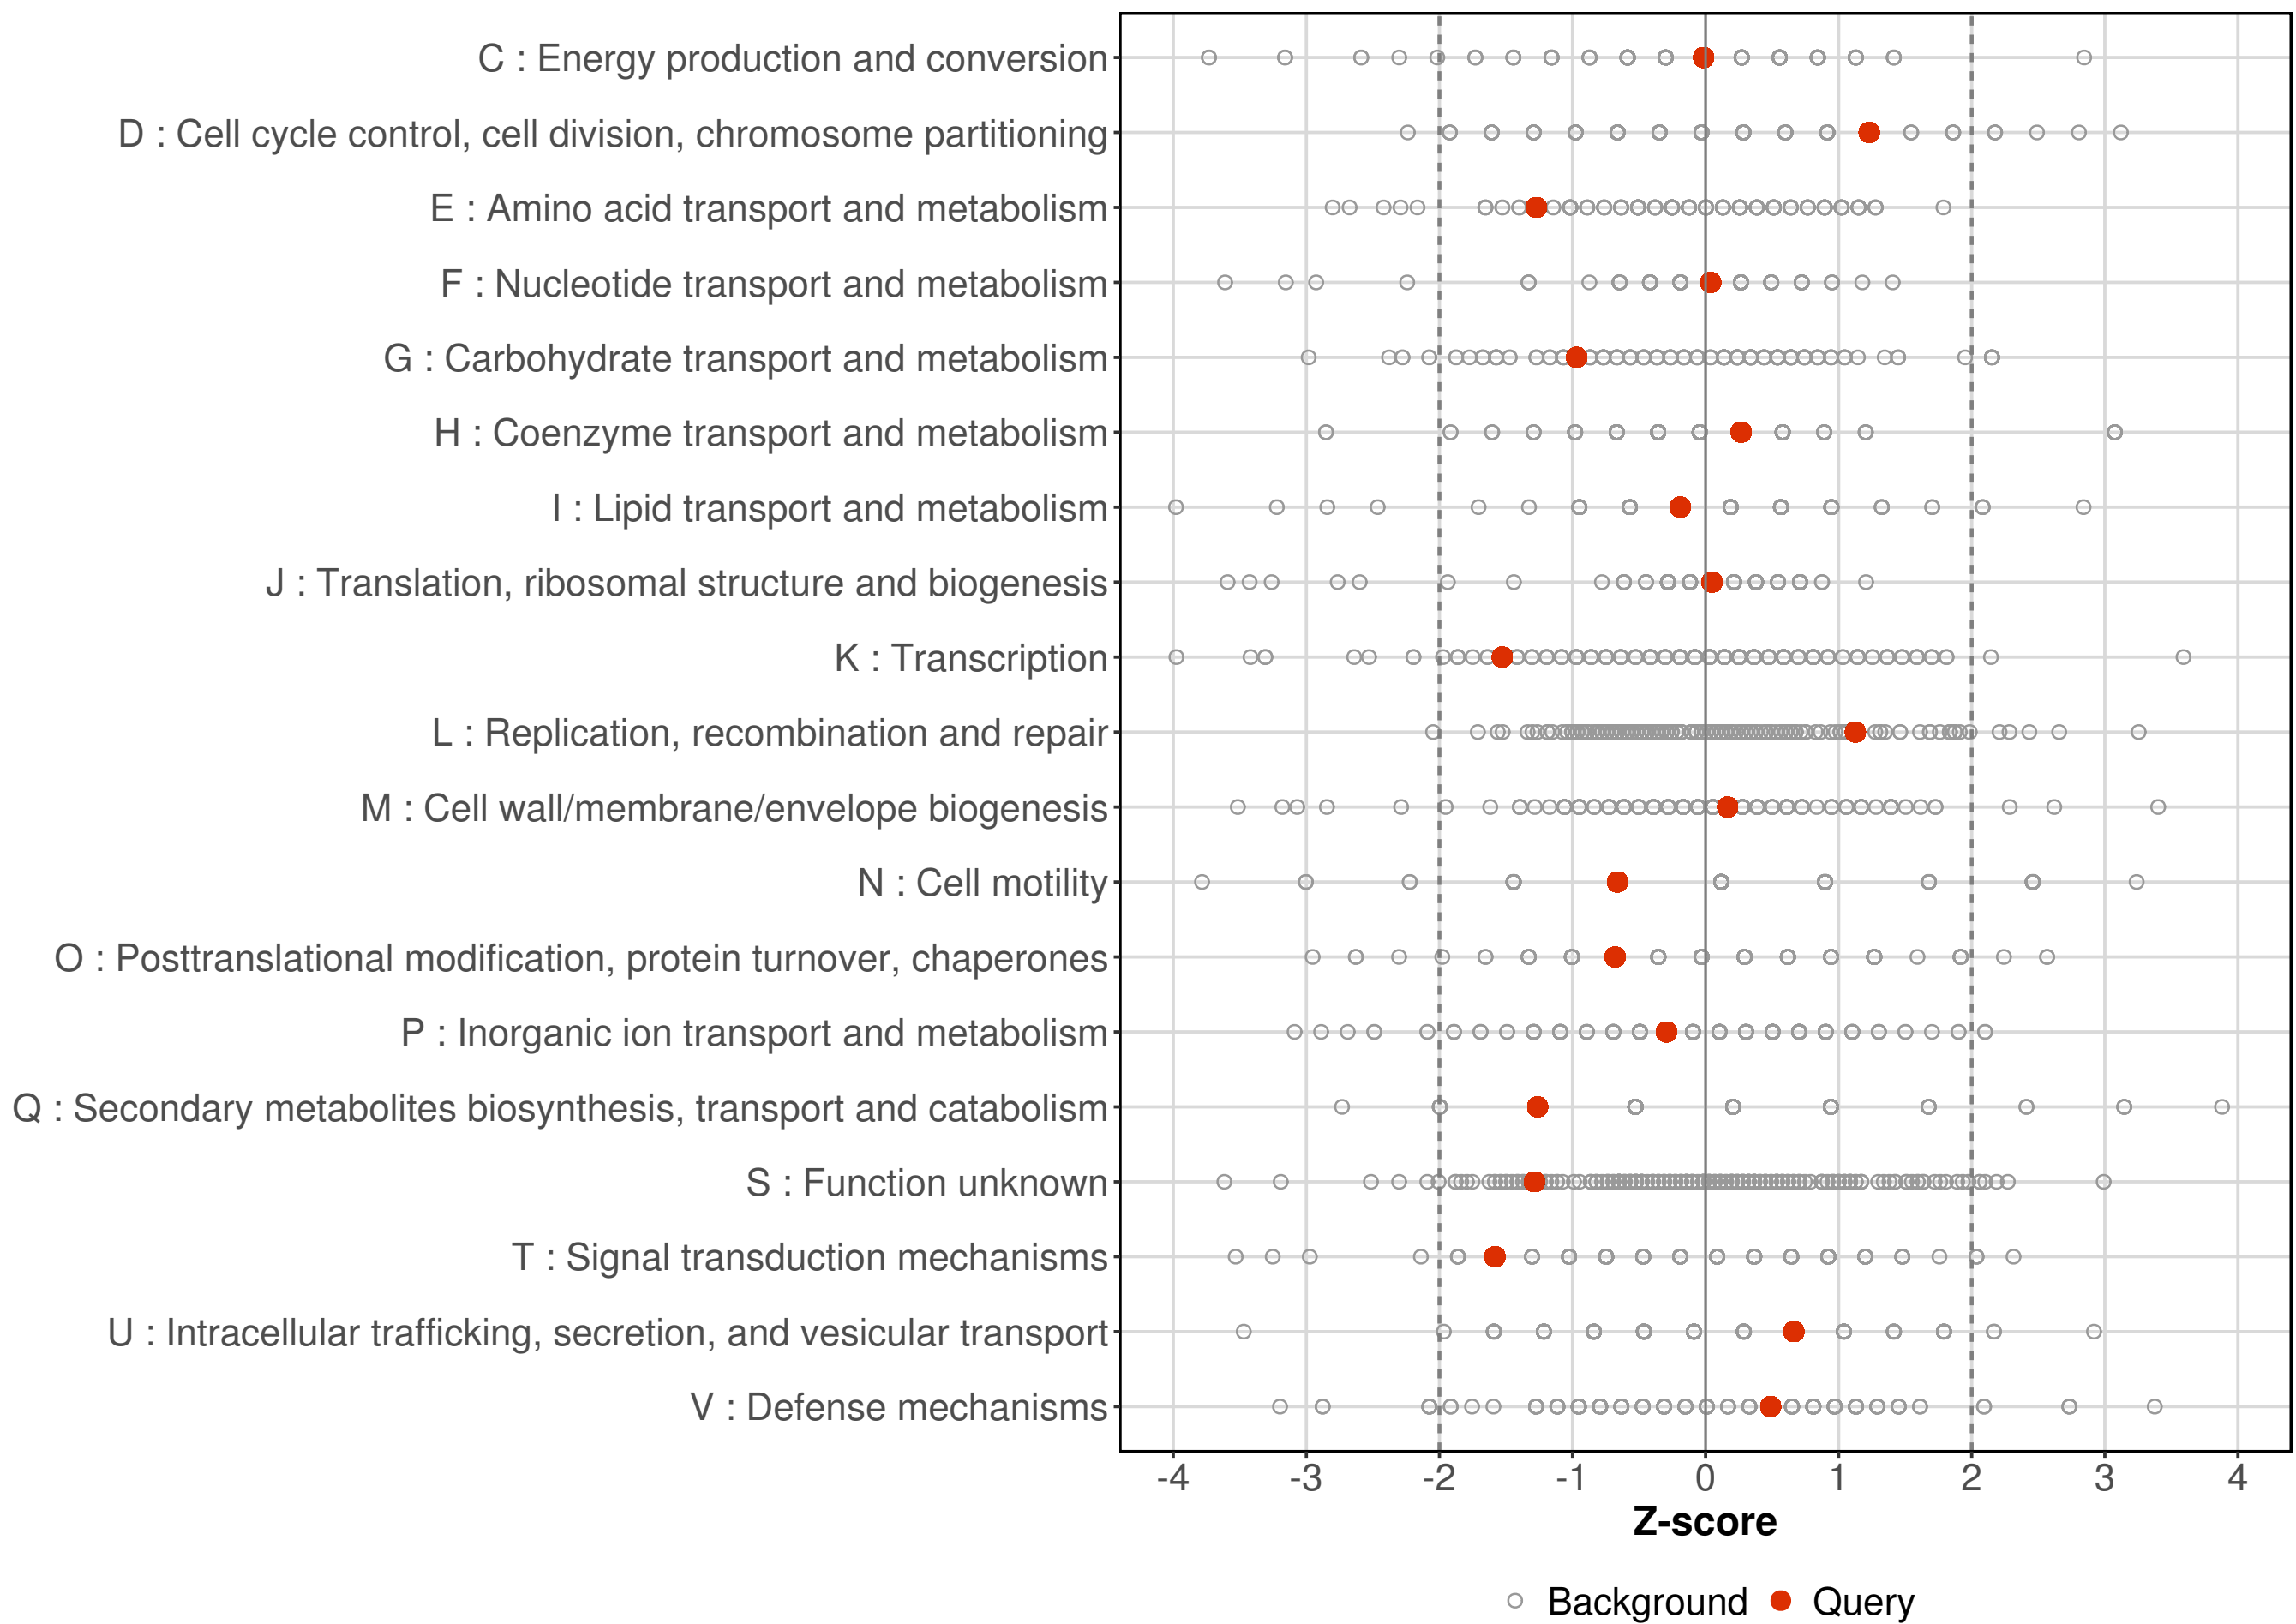 C : Energy production and conversion
D : Cell cycle control, cell division, chromosome partitioning
E : Amino acid transport and metabolism
F : Nucleotide transport and metabolism
G : Carbohydrate transport and metabolism
H : Coenzyme transport and metabolism
I : Lipid transport and metabolism
J : Translation, ribosomal structure and biogenesis
K : Transcription
L : Replication, recombination and repair
M : Cell wall/membrane/envelope biogenesis
N : Cell motility
O : Posttranslational modification, protein turnover, chaperones
P : Inorganic ion transport and metabolism
Q : Secondary metabolites biosynthesis, transport and catabolism
S : Function unknown
T : Signal transduction mechanisms
U : Intracellular trafficking, secretion, and vesicular transport
V : Defense mechanisms
-4 -3 -2 -1 0 1 2 3 4
Z-score
Background Query